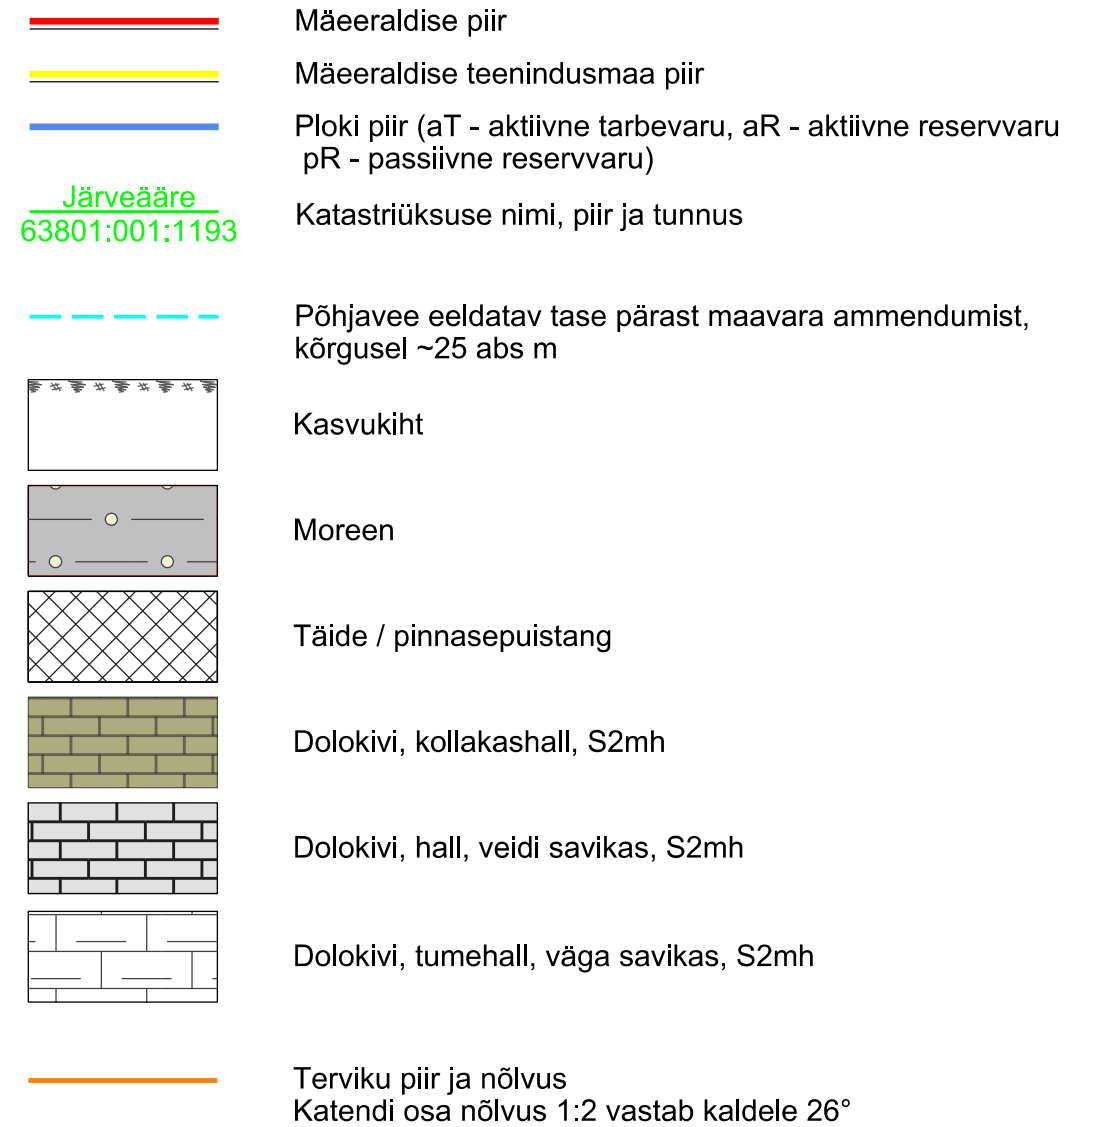 Mäeeraldise piir
Mäeeraldise teenindusmaa piir
Ploki piir (aT - aktiivne tarbevaru, aR - aktiivne reservvaru
pR - passiivne reservvaru)
Järveääre
63801:001:1193
Katastriüksuse nimi, piir ja tunnus
Põhjavee eeldatav tase pärast maavara ammendumist,
kõrgusel ~25 abs m
Kasvukiht
Moreen
Täide / pinnasepuistang
Dolokivi, kollakashall, S2mh
Dolokivi, hall, veidi savikas, S2mh
Dolokivi, tumehall, väga savikas, S2mh
Terviku piir ja nõlvus
Katendi osa nõlvus 1:2 vastab kaldele 26°